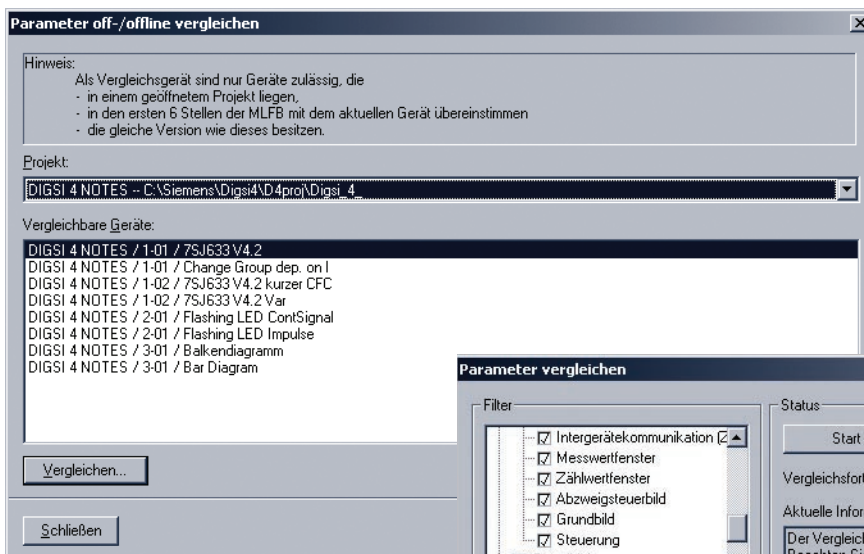 Parameter off-/offline vergleichen
Hinweis:
Als Vergleichsgerät sind nur Geräte zulässig, die
- in einem geöffnetem Projekt liegen,
- in den ersten 6 Stellen der MLFB mit dem aktuellen Gerät übereinstimmen
- die gleiche Version wie dieses besitzen.
Projekt:
DIGSI 4 NOTES -- C:\Siemens\Digsi4\D4proj\Digsi_4_
Vergleichbare Geräte:
DIGSI 4 NOTES / 1-01 / 7SJ633 V4.2
DIGSI 4 NOTES / 1-01 / Change Group dep. on I
DIGSI 4 NOTES / 1-02 / 7SJ633 V4.2 kurzer CFC
DIGSI 4 NOTES / 1-02 / 7SJ633 V4.2 Var
DIGSI 4 NOTES / 2-01 / Flashing LED ContSignal
DIGSI 4 NOTES / 2-01 / Flashing LED Impulse
DIGSI 4 NOTES / 3-01 / Balkendiagramm
DIGSI 4 NOTES / 3-01 / Bar Diagram
Vergleichen...
Schließen
Parameter vergleichen
Filter
Intergerätekommunikation (Z
Messwertfenster
Zählwertfenster
Abzweigsteuerbild
Grundbild
Steuerung
Status
Start
Vergleichsfort
Aktuelle Infor
Der Vergleich